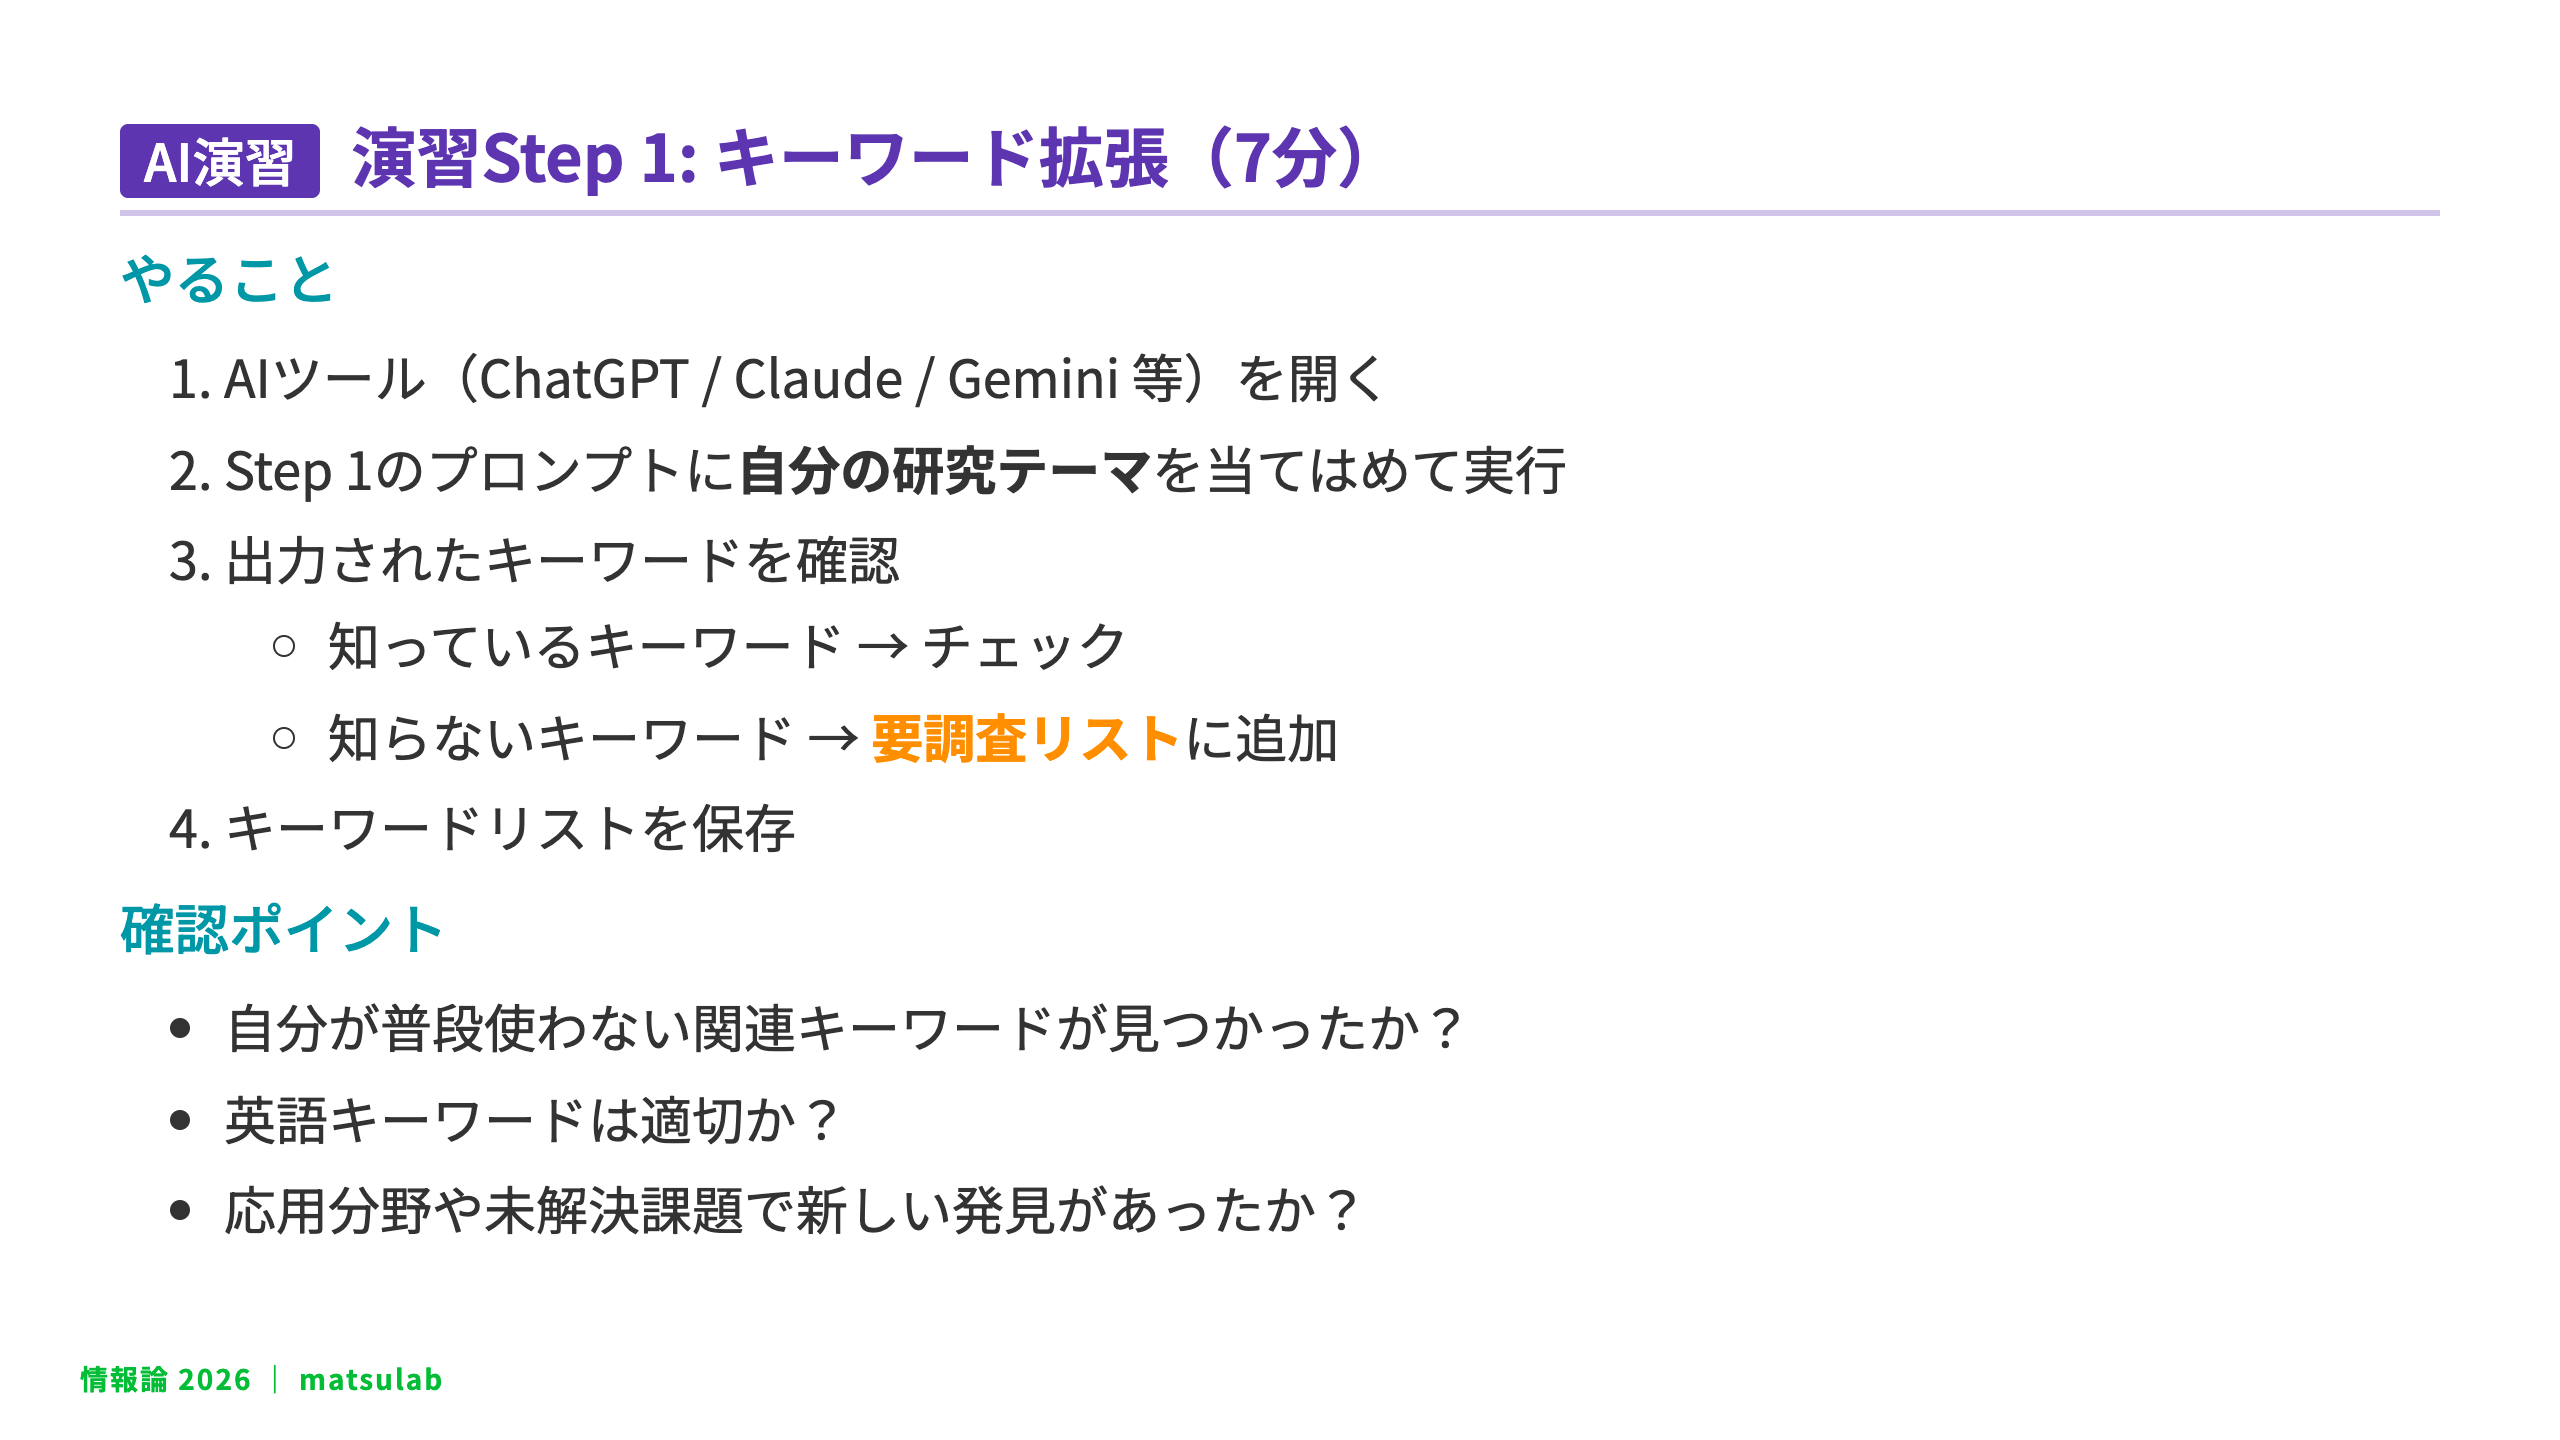 AI演習 演習Step 1: キーワード拡張（7分）
やること
1. AIツール（ChatGPT / Claude / Gemini 等）を開く
2. Step 1のプロンプトに自分の研究テーマを当てはめて実行
3. 出力されたキーワードを確認
○ 知っているキーワード → チェック
○ 知らないキーワード → 要調査リストに追加
4. キーワードリストを保存
確認ポイント
● 自分が普段使わない関連キーワードが見つかったか？
● 英語キーワードは適切か？
● 応用分野や未解決課題で新しい発見があったか？
情報論 2026 ｜ matsulab